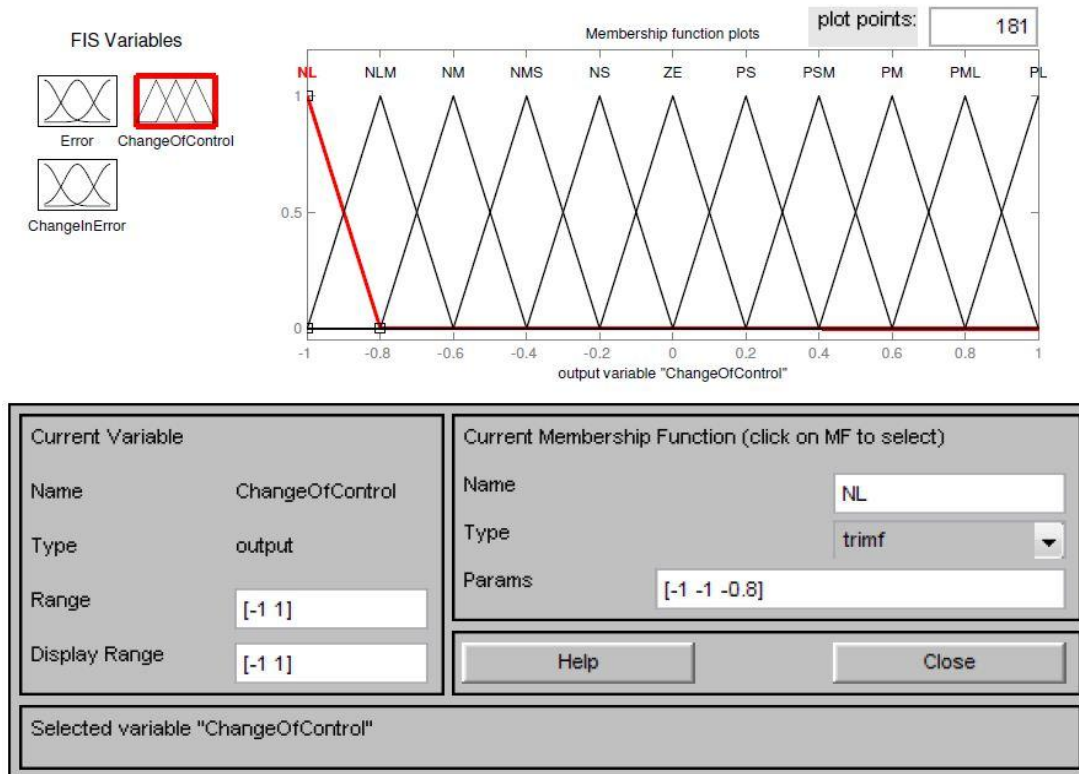 FIS Variables
Error
ChangeOfControl
ChangeInError
Membership function plots
plot points:
181
NL NLM NM NMS NS ZE PS PSM PM PML PL
1
0.5
0
-1 -0.8 -0.6 -0.4 -0.2 0 0.2 0.4 0.6 0.8 1
output variable "ChangeOfControl"
Current Variable
Name ChangeOfControl
Type output
Range [-1 1]
Display Range [-1 1]
Current Membership Function (click on MF to select)
Name NL
Type trimf
Params [-1 -1 -0.8]
Help Close
Selected variable "ChangeOfControl"